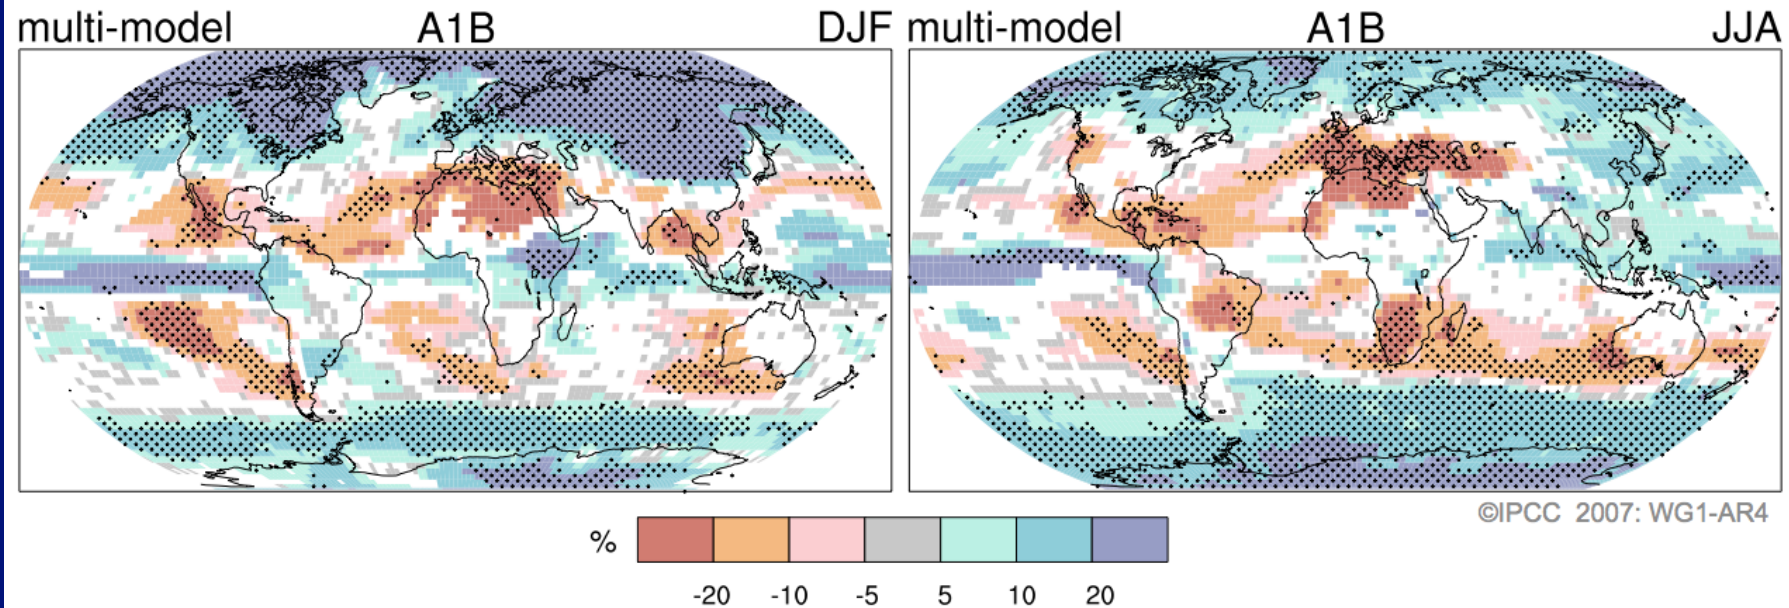 multi-model A1B DJF
multi-model A1B JJA
©IPCC 2007: WG1-AR4
%
-20 -10 -5 5 10 20